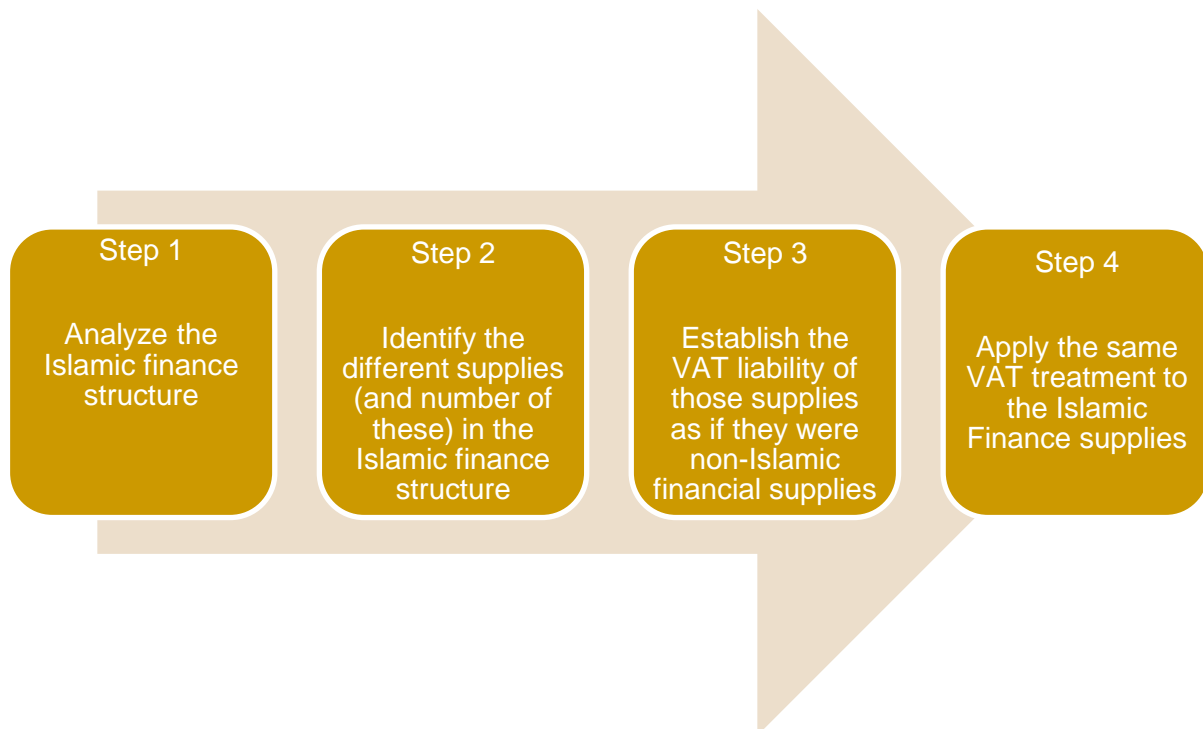 Step 1
Analyze the
Islamic finance
structure
Step 2
Identify the
different supplies
(and number of
these) in the
Islamic finance
structure
Step 3
Establish the
VAT liability of
those supplies
as if they were
non-Islamic
financial supplies
Step 4
Apply the same
VAT treatment to
the Islamic
Finance supplies